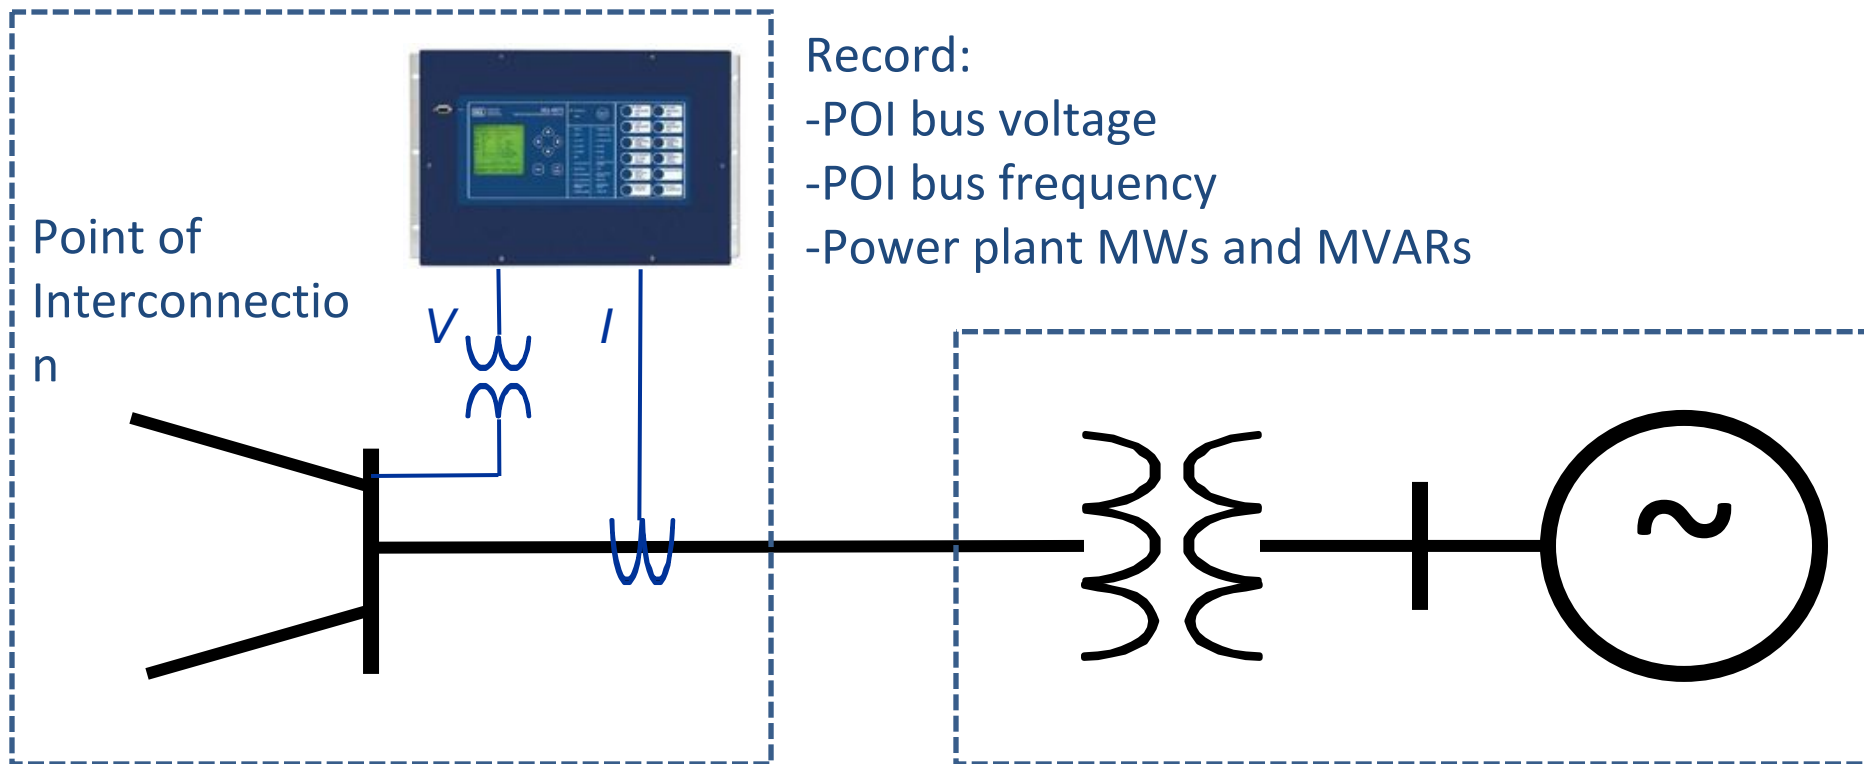 Record:
-POI bus voltage
-POI bus frequency
-Power plant MWs and MVARs
Point of
Interconnectio
n
V
I
~